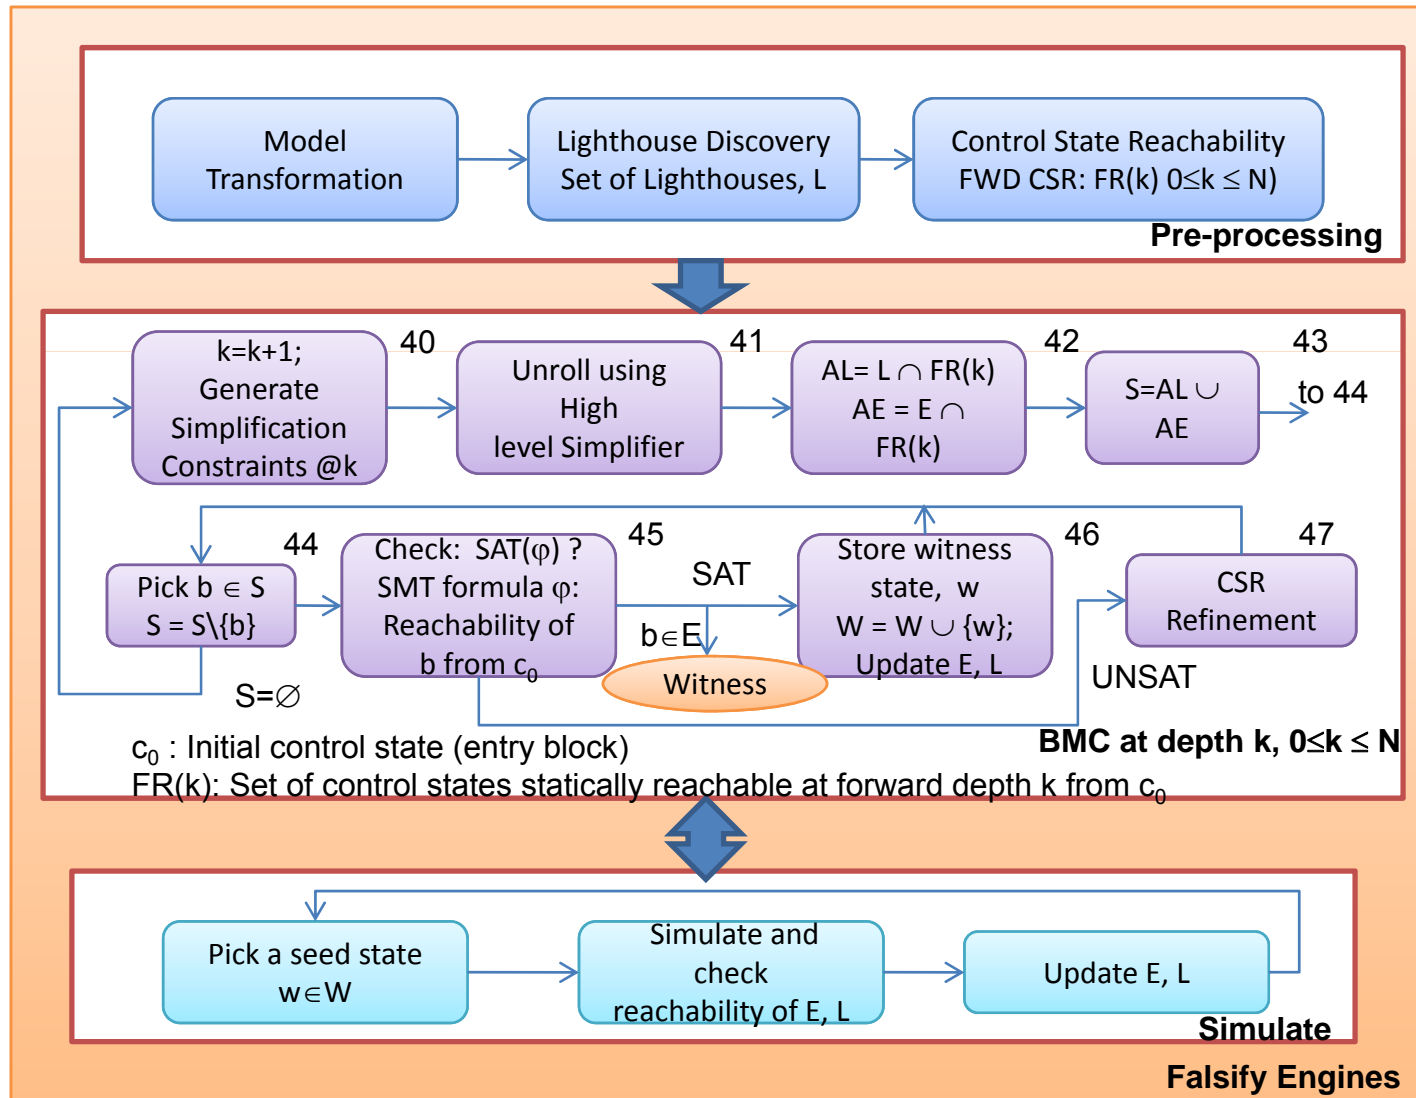 Model
Transformation
Lighthouse Discovery
Set of Lighthouses, L
Control State Reachability
FWD CSR: FR(k) 0≤k ≤ N)
Pre-processing
k=k+1;
Generate
Simplification
Constraints @k
40
Unroll using
High
level Simplifier
41
AL= L ∩ FR(k)
AE = E ∩
FR(k)
42
S=AL ∪
AE
43
to 44
Pick b ∈ S
S = S\{b}
44
Check: SAT(φ) ?
SMT formula φ:
Reachability of
b from c₀
45
SAT
b∈E
Witness
Store witness
state, w
W = W ∪ {w};
Update E, L
46
CSR
Refinement
47
UNSAT
S=∅
c₀ : Initial control state (entry block)
BMC at depth k, 0≤k ≤ N
FR(k): Set of control states statically reachable at forward depth k from c₀
Pick a seed state
w∈W
Simulate and
check
reachability of E, L
Update E, L
Simulate
Falsify Engines